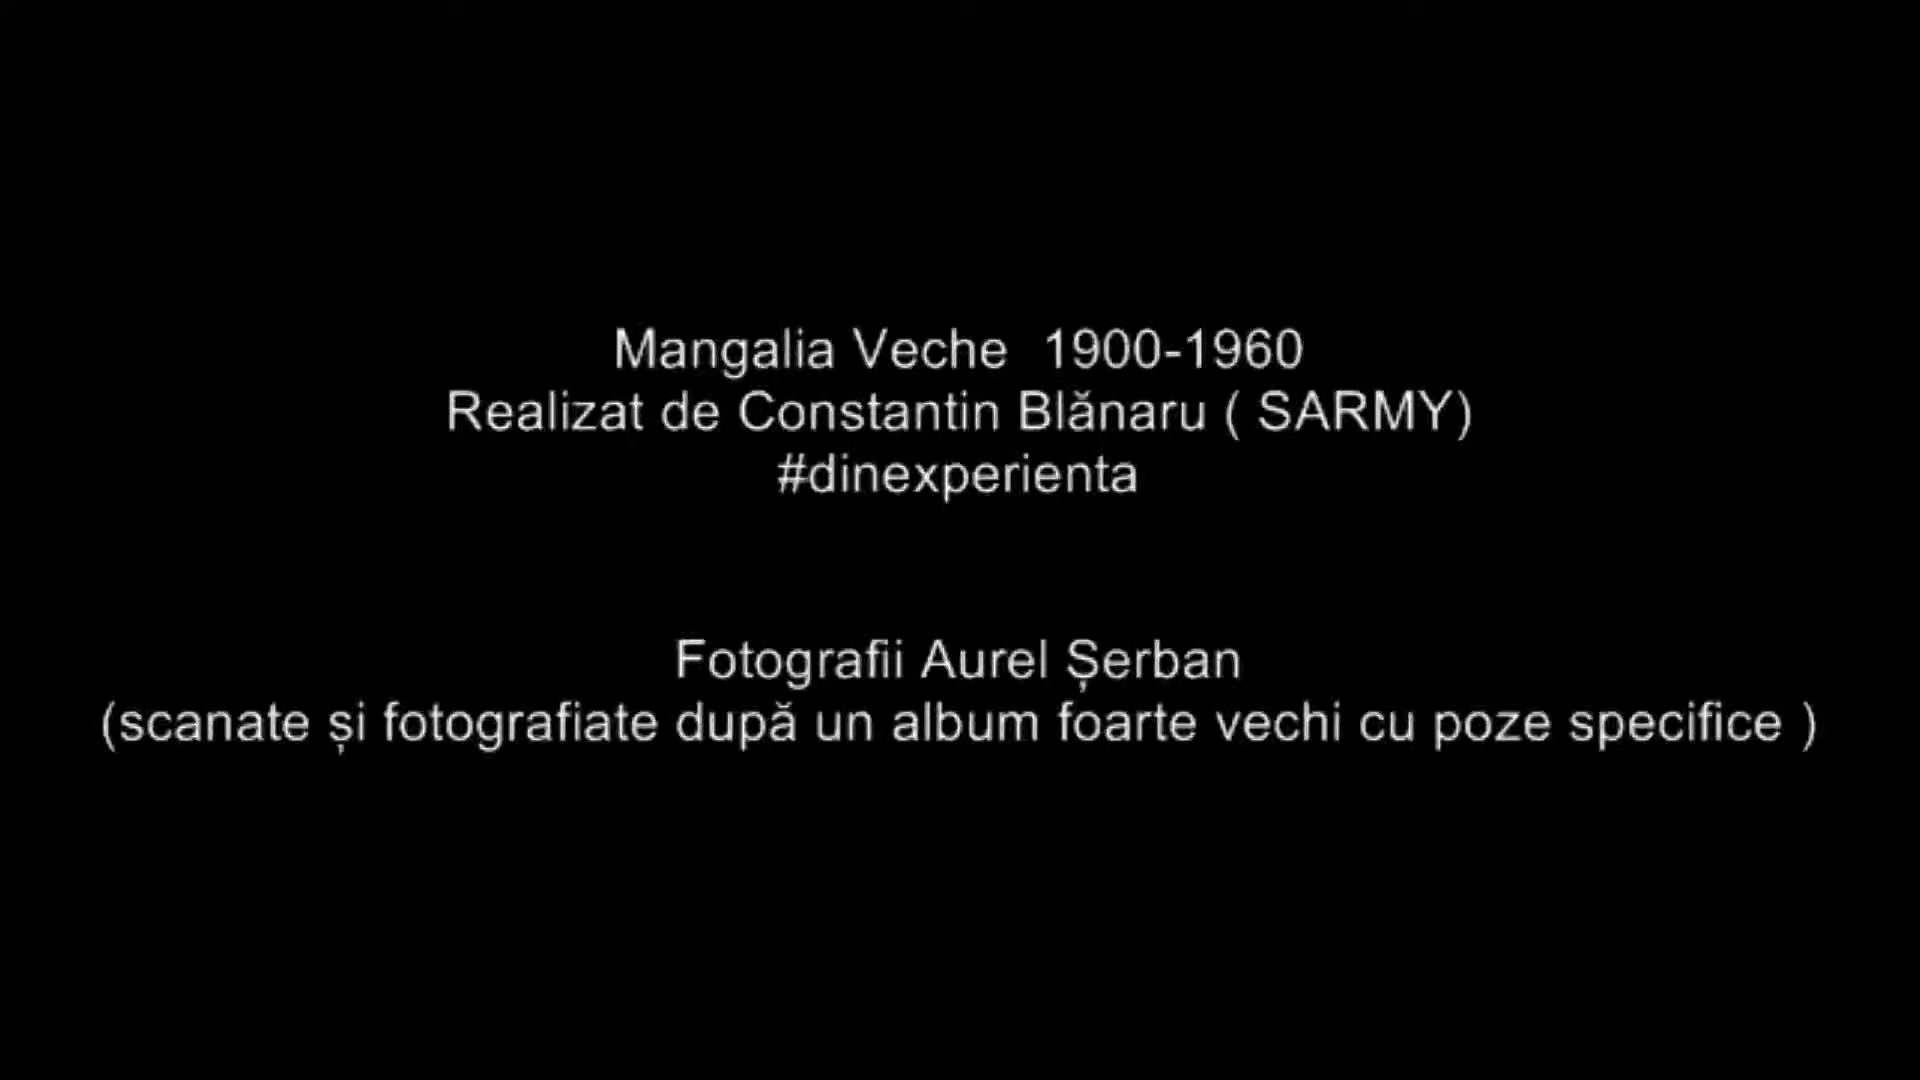 Mangalia Veche  1900-1960
Realizat de Constantin Blănaru ( SARMY)
#dinexperienta
Fotografii Aurel Șerban
(scanate și fotografiate după un album foarte vechi cu poze specifice )